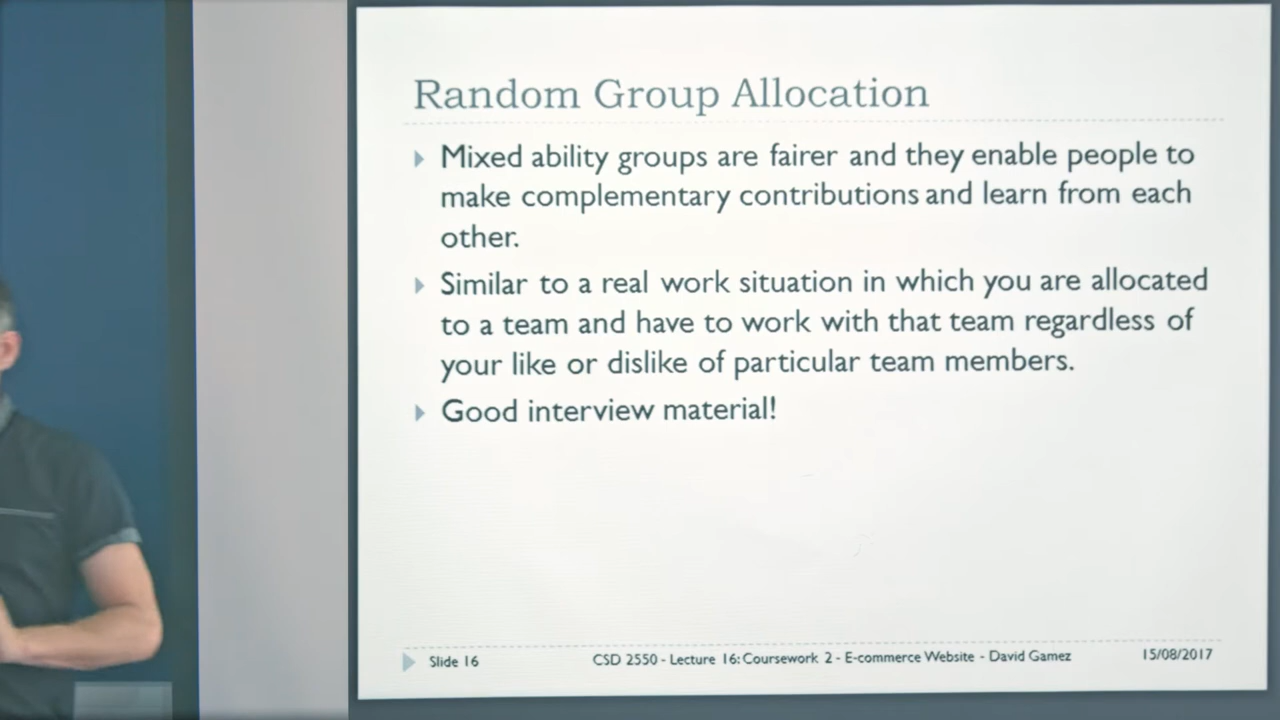 Random Group Allocation
Mixed ability groups are fairer and they enable people to
make complementary contributions and learn from each
other.
Similar to a real work situation in which you are allocated
to a team and have to work with that team regardless of
your like or dislike of particular team members.
Good interview material!
Slide 16
CSD 2550 - Lecture 16: Coursework 2 - E-commerce Website - David Gamez
15/08/2017